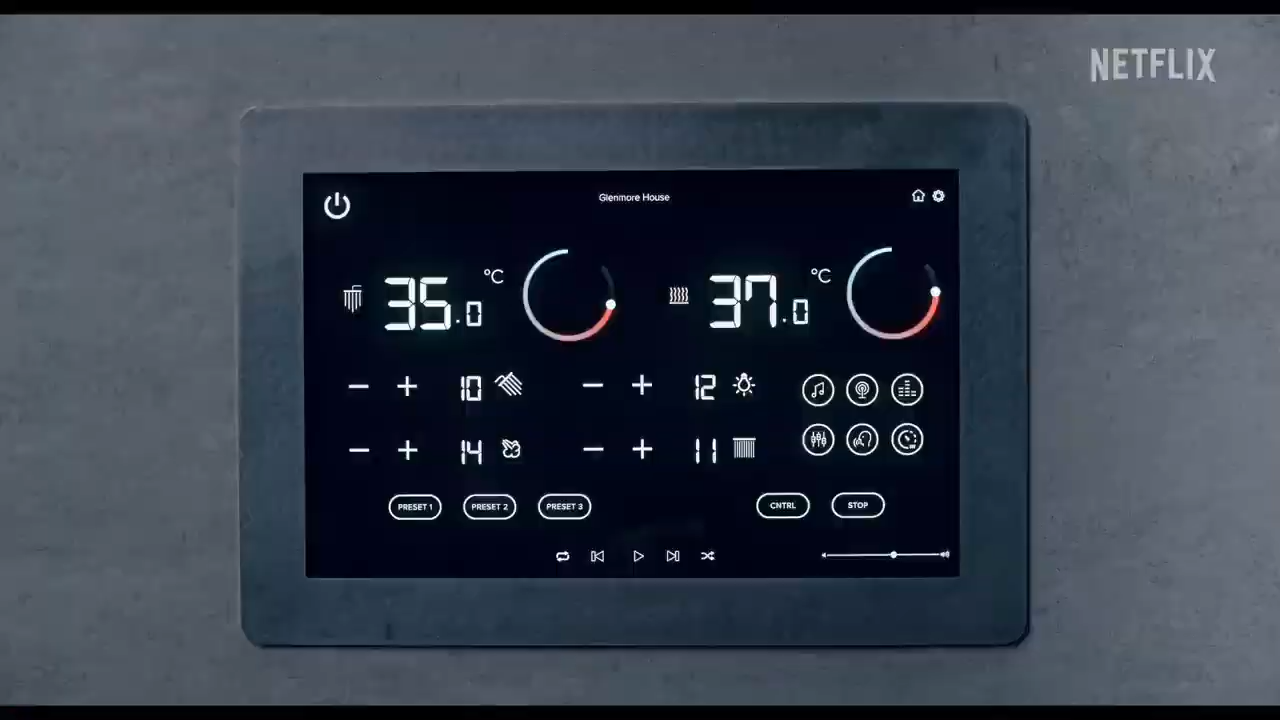 NETFLIX
Glenmore House
35.0 °C
37.0 °C
10
12
14
11
PRESET 1 PRESET 2 PRESET 3
CNTRL STOP